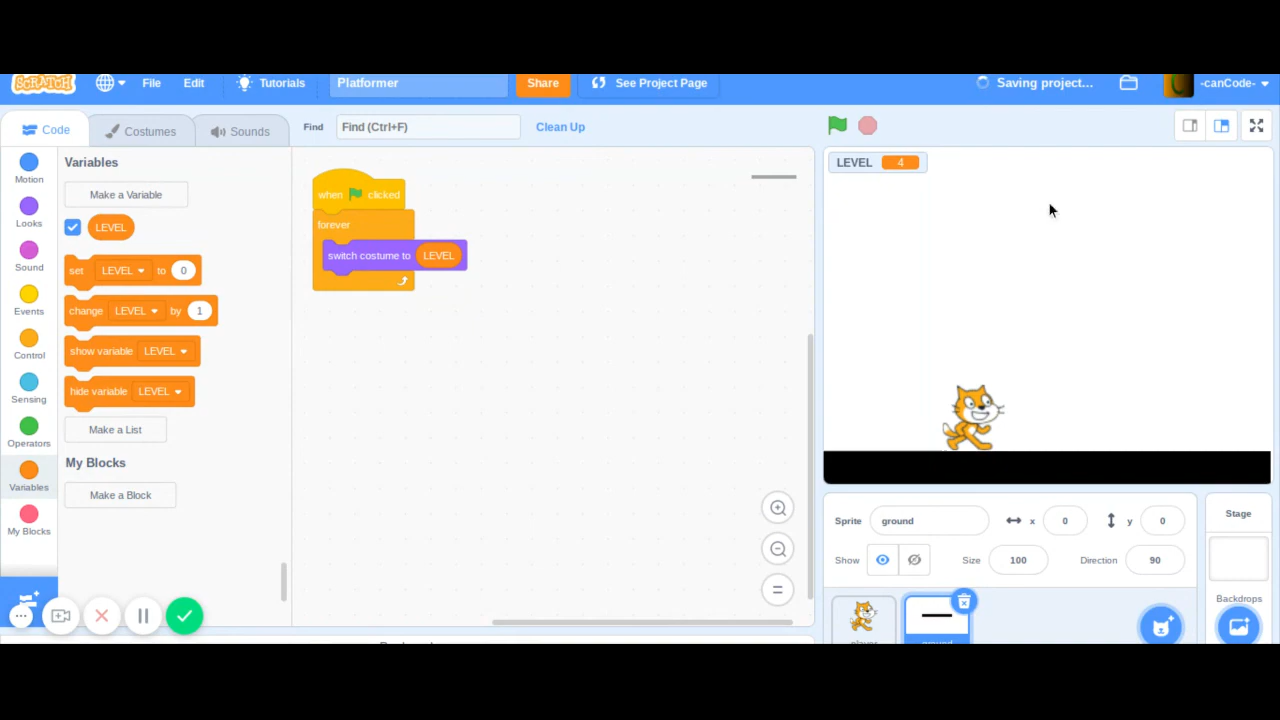 SCRATCH File Edit Tutorials Platformer Share See Project Page Saving project... -canCode-
Code Costumes Sounds Find Find (Ctrl+F) Clean Up
Motion
Looks
Sound
Events
Control
Sensing
Operators
Variables
My Blocks
Variables
Make a Variable
LEVEL
set LEVEL to 0
change LEVEL by 1
show variable LEVEL
hide variable LEVEL
Make a List
My Blocks
Make a Block
when clicked
forever
switch costume to LEVEL
LEVEL 4
Sprite ground x 0 y 0
Show Size 100 Direction 90
Stage
Backdrops